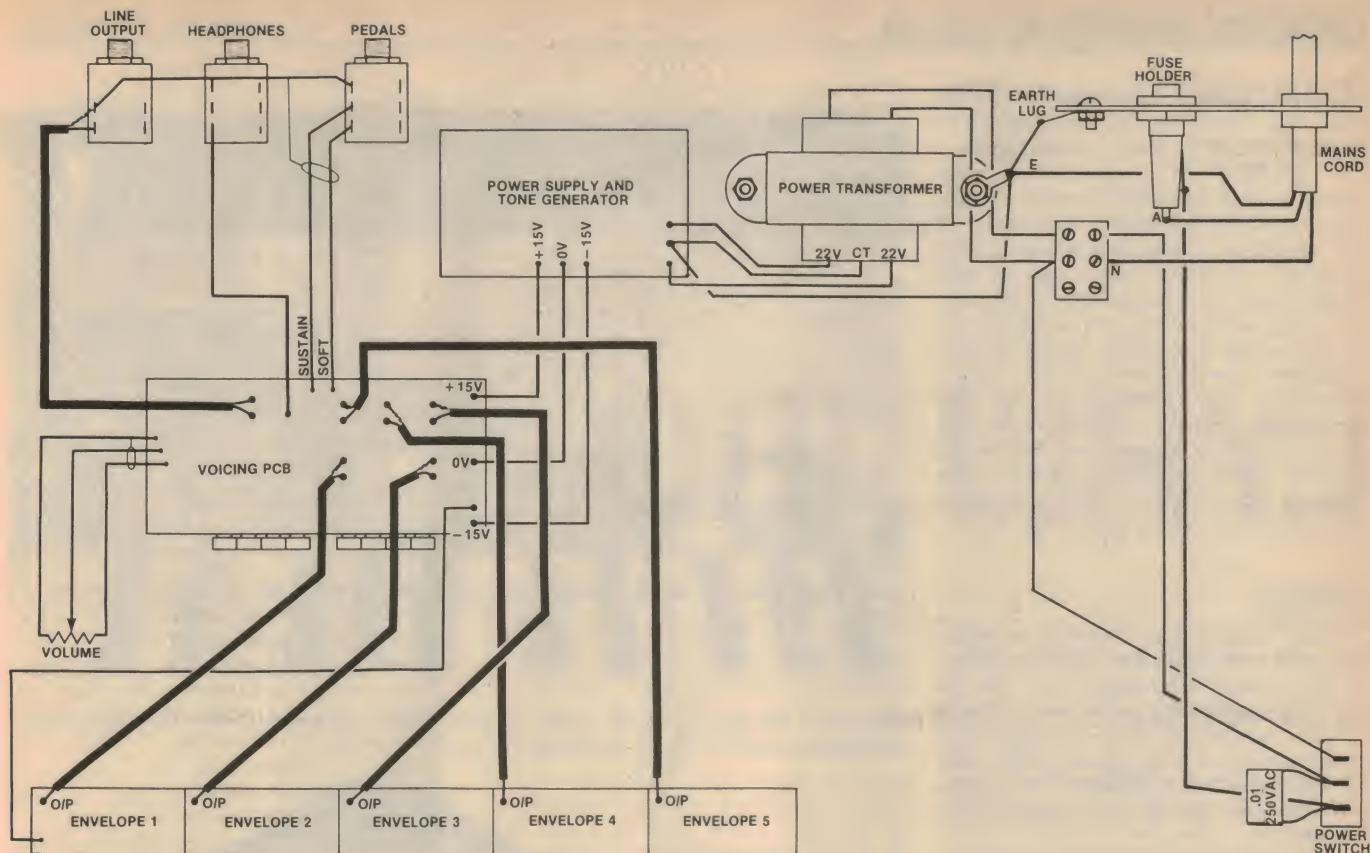 LINE
OUTPUT
HEADPHONES
PEDALS
FUSE
HOLDER
EARTH
LUG
MAINS
CORD
E
A
N
POWER SUPPLY AND
TONE GENERATOR
+15V
0V
-15V
POWER TRANSFORMER
22V CT 22V
SUSTAIN
SOFT
+15V
VOICING PCB
0V
-15V
VOLUME
O/P
ENVELOPE 1
O/P
ENVELOPE 2
O/P
ENVELOPE 3
O/P
ENVELOPE 4
O/P
ENVELOPE 5
.01
250VAC
POWER
SWITCH